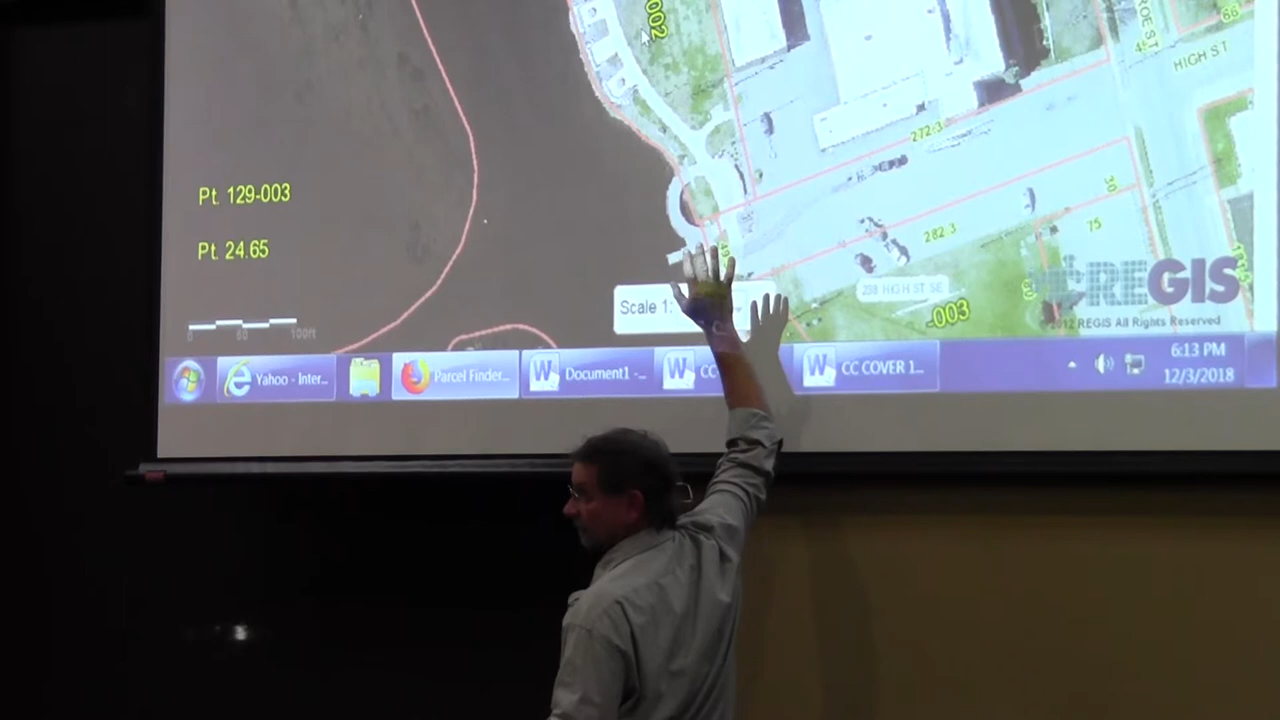 002
ROE ST
66
HIGH ST
272.3
Pt. 129-003
30
75
282.3
Pt. 24.65
238 HIGH ST SE
REGIS
Scale 1:
-003
© 2012 REGIS All Rights Reserved
0
100ft
6:13 PM
Yahoo - Inter...
Parcel Finder...
Document1 -...
CC
CC COVER 1...
12/3/2018